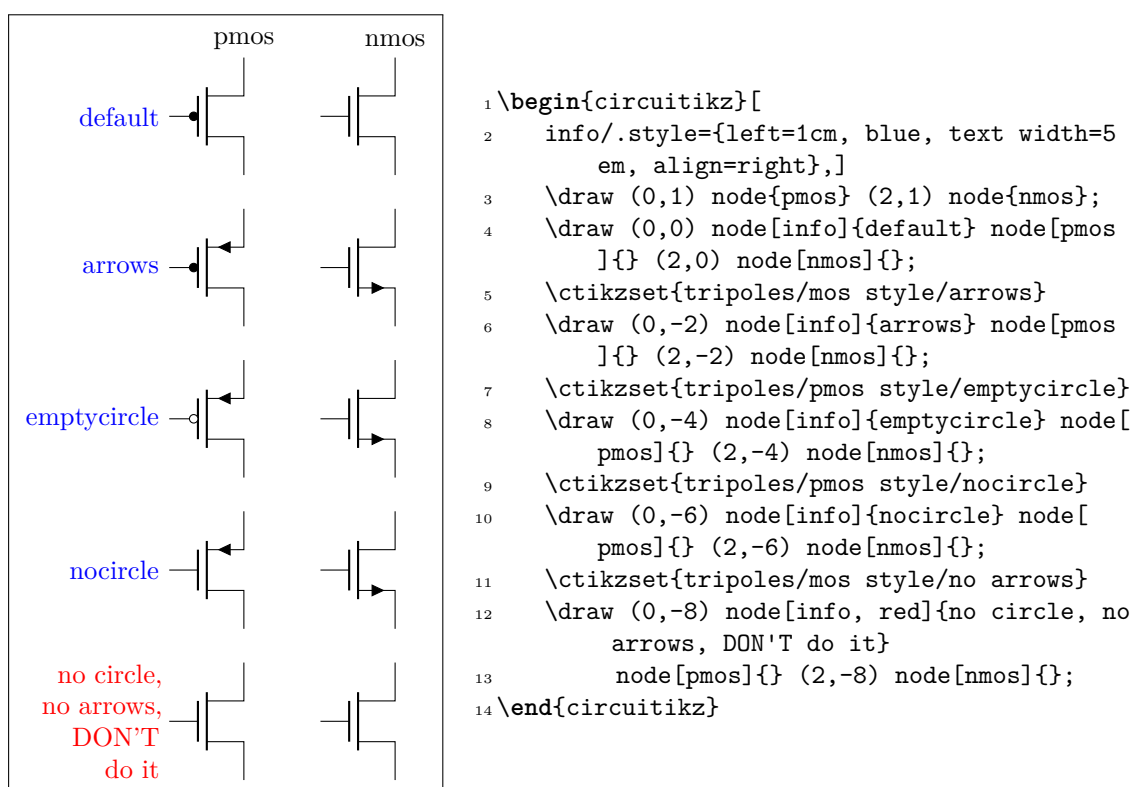 pmos nmos
default
arrows
emptycircle
nocircle
no circle,
no arrows,
DON'T
do it
1 \begin{circuitikz}[
2 info/.style={left=1cm, blue, text width=5
em, align=right},]
3 \draw (0,1) node{pmos} (2,1) node{nmos};
4 \draw (0,0) node[info]{default} node[pmos
]{} (2,0) node[nmos]{};
5 \ctikzset{tripoles/mos style/arrows}
6 \draw (0,-2) node[info]{arrows} node[pmos
]{} (2,-2) node[nmos]{};
7 \ctikzset{tripoles/pmos style/emptycircle}
8 \draw (0,-4) node[info]{emptycircle} node[
pmos]{} (2,-4) node[nmos]{};
9 \ctikzset{tripoles/pmos style/nocircle}
10 \draw (0,-6) node[info]{nocircle} node[
pmos]{} (2,-6) node[nmos]{};
11 \ctikzset{tripoles/mos style/no arrows}
12 \draw (0,-8) node[info, red]{no circle, no
arrows, DON'T do it}
13 node[pmos]{} (2,-8) node[nmos]{};
14 \end{circuitikz}